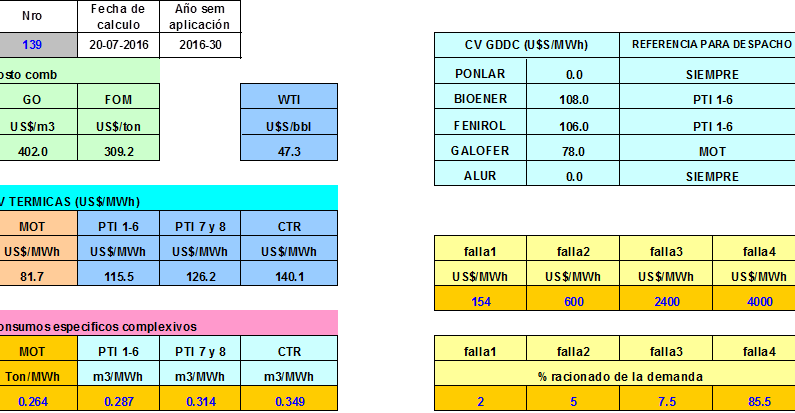 Nro Fecha de calculo Año sem aplicación
139 20-07-2016 2016-30
osto comb
GO FOM WTI
US$/m3 US$/ton U$S/bbl
402.0 309.2 47.3
CV GDDC (U$S/MWh) REFERENCIA PARA DESPACHO
PONLAR 0.0 SIEMPRE
BIOENER 108.0 PTI 1-6
FENIROL 106.0 PTI 1-6
GALOFER 78.0 MOT
ALUR 0.0 SIEMPRE
V TERMICAS (US$/MWh)
MOT PTI 1-6 PTI 7 y 8 CTR
US$/MWh US$/MWh US$/MWh US$/MWh
81.7 115.5 126.2 140.1
falla1 falla2 falla3 falla4
US$/MWh US$/MWh US$/MWh US$/MWh
154 600 2400 4000
onsumos especificos complexivos
MOT PTI 1-6 PTI 7 y 8 CTR
Ton/MWh m3/MWh m3/MWh m3/MWh
0.264 0.287 0.314 0.349
falla1 falla2 falla3 falla4
% racionado de la demanda
2 5 7.5 85.5